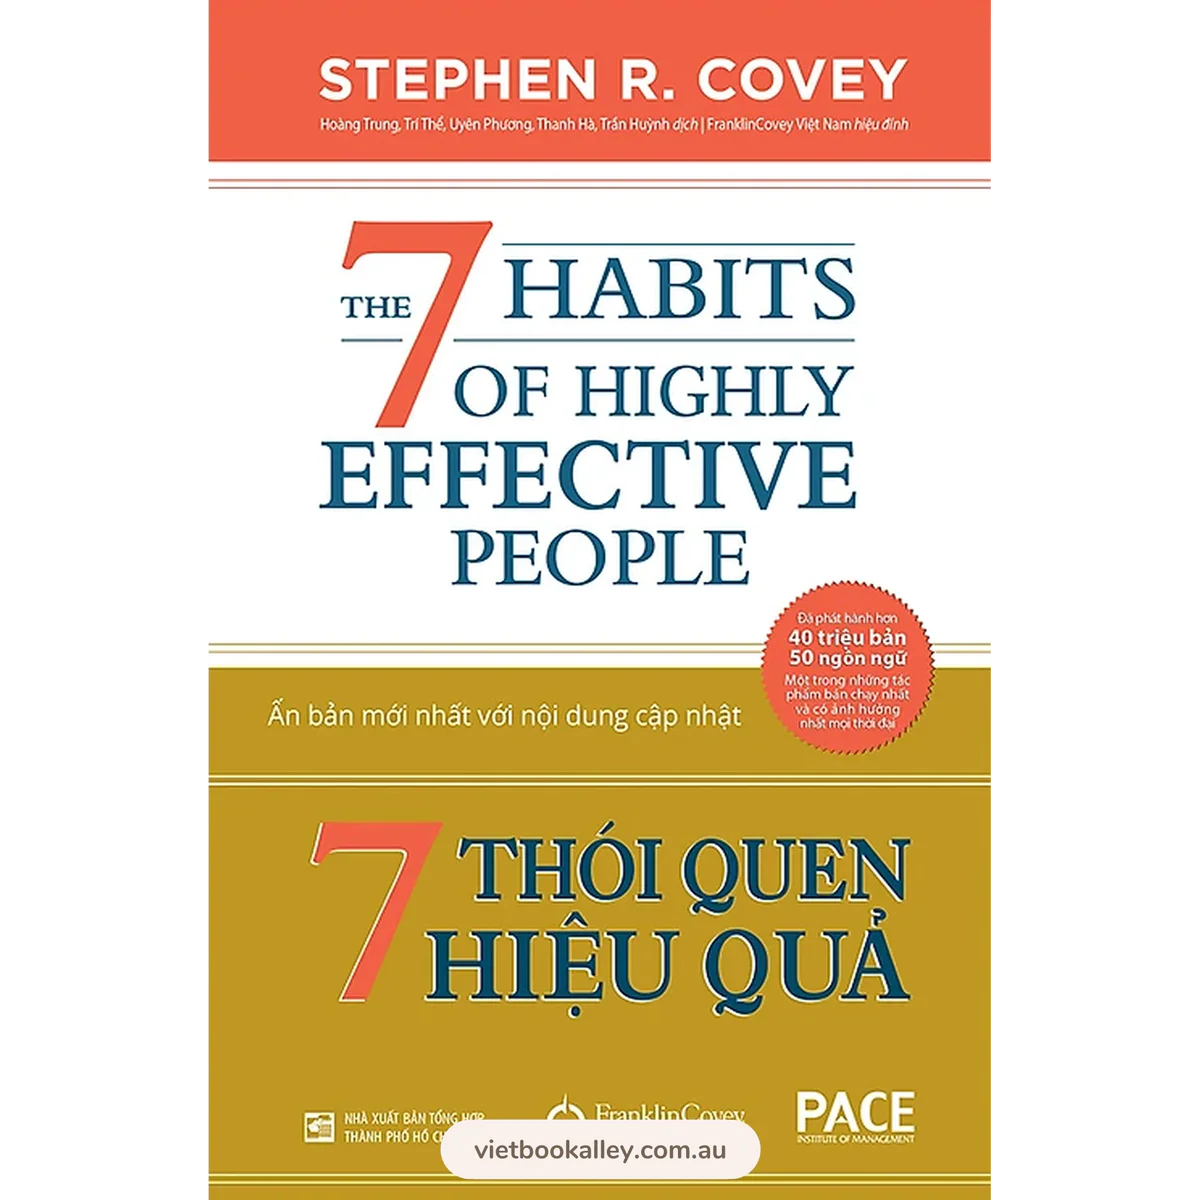 STEPHEN R. COVEY
Hoàng Trung, Trí Thể, Uyên Phương, Thanh Hà, Trần Huỳnh dịch | FranklinCovey Việt Nam hiệu đính
THE 7 HABITS
OF HIGHLY
EFFECTIVE
PEOPLE
Đã phát hành hơn
40 triệu bản
50 ngôn ngữ
Một trong những tác
phẩm bán chạy nhất
và có ảnh hưởng
nhất mọi thời đại
Ấn bản mới nhất với nội dung cập nhật
7 THÓI QUEN
HIỆU QUẢ
NHÀ XUẤT BẢN TỔNG HỢP
THÀNH PHỐ HỒ
FranklinCovey
PACE
INSTITUTE OF MANAGEMENT
vietbookalley.com.au